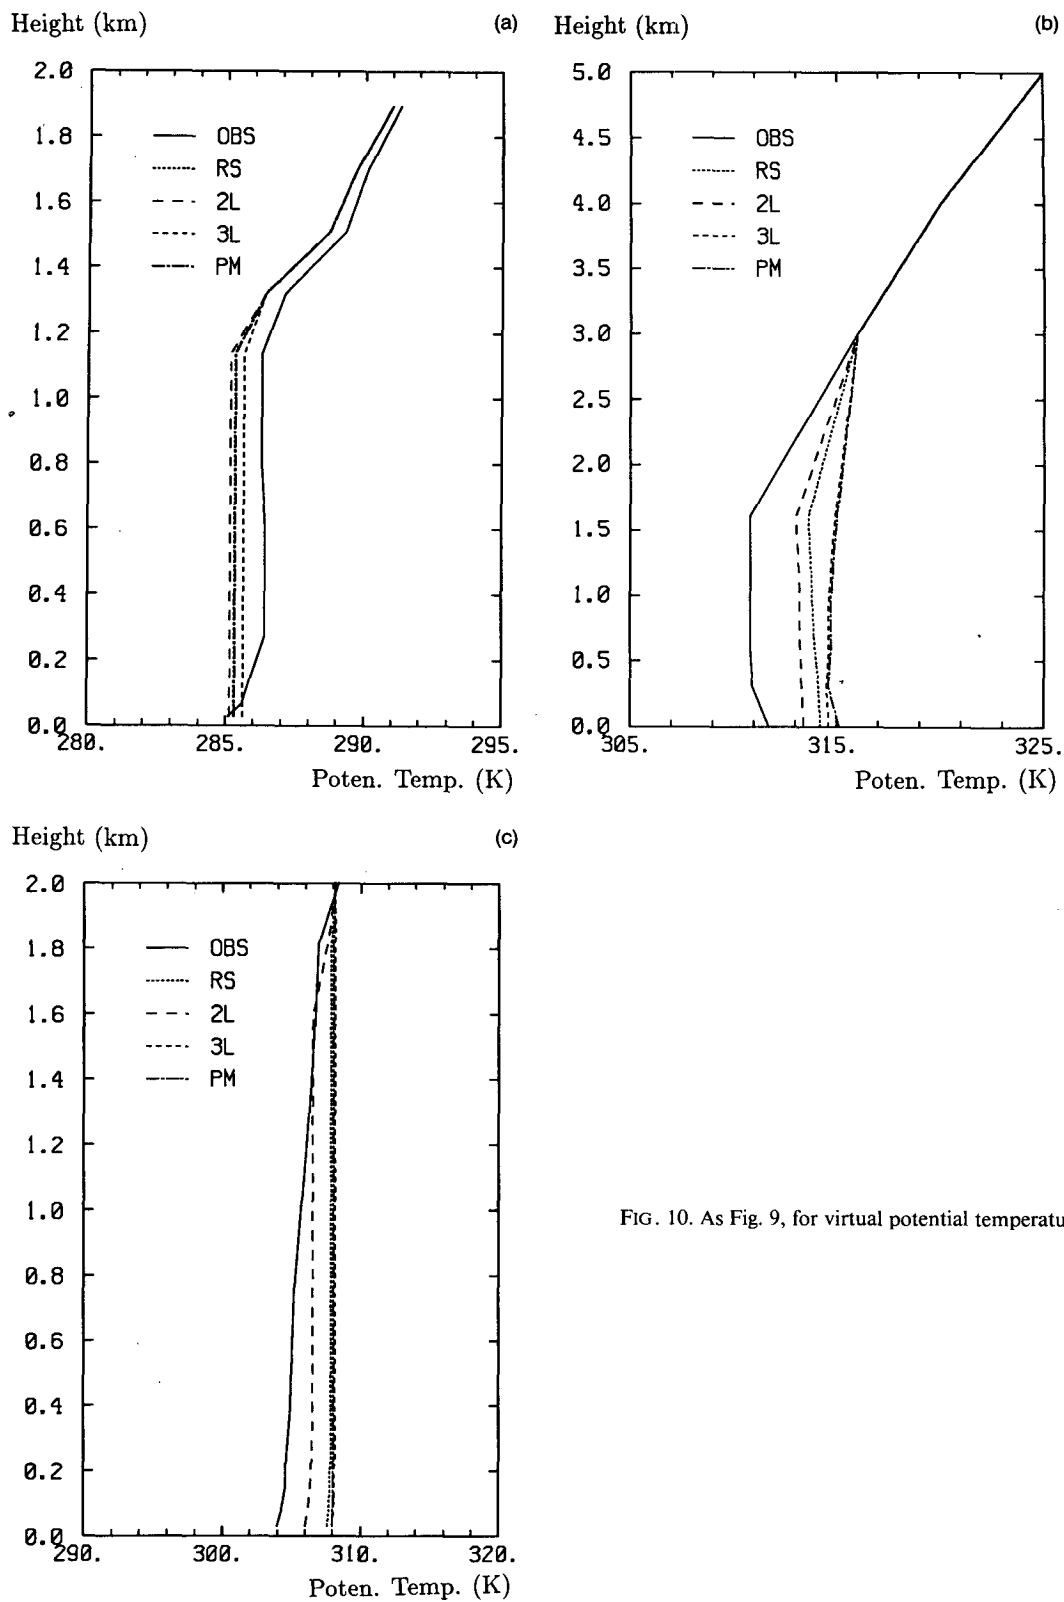 Height (km)
(a)
2.0
1.8
1.6
1.4
1.2
1.0
0.8
0.6
0.4
0.2
0.0
OBS
RS
2L
3L
PM
280.
285.
290.
295.
Poten. Temp. (K)
Height (km)
(b)
5.0
4.5
4.0
3.5
3.0
2.5
2.0
1.5
1.0
0.5
0.0
OBS
RS
2L
3L
PM
305.
315.
325.
Poten. Temp. (K)
Height (km)
(c)
2.0
1.8
1.6
1.4
1.2
1.0
0.8
0.6
0.4
0.2
0.0
OBS
RS
2L
3L
PM
290.
300.
310.
320.
Poten. Temp. (K)
FIG. 10. As Fig. 9, for virtual potential